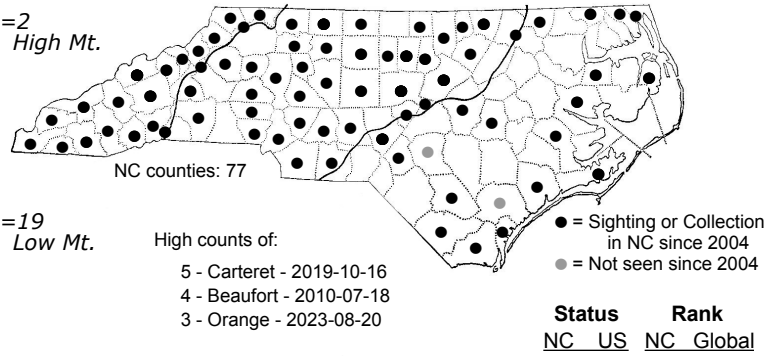 =2
High Mt.
NC counties: 77
=19
Low Mt.
High counts of:
5 - Carteret - 2019-10-16
4 - Beaufort - 2010-07-18
3 - Orange - 2023-08-20
● = Sighting or Collection
in NC since 2004
● = Not seen since 2004
Status Rank
NC US NC Global